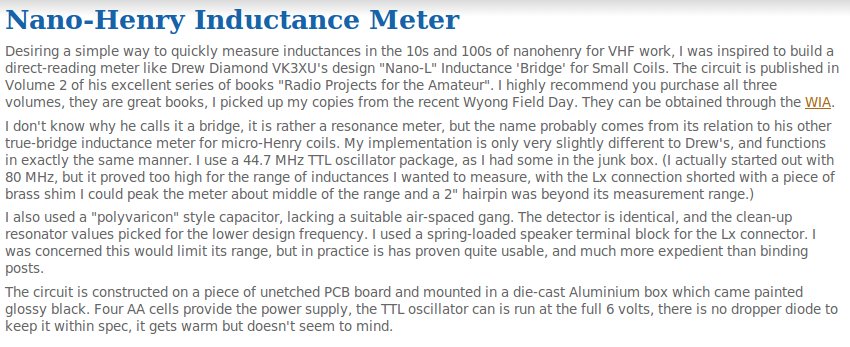 Nano-Henry Inductance Meter
Desiring a simple way to quickly measure inductances in the 10s and 100s of nanohenry for VHF work, I was inspired to build a
direct-reading meter like Drew Diamond VK3XU's design "Nano-L" Inductance 'Bridge' for Small Coils. The circuit is published in
Volume 2 of his excellent series of books "Radio Projects for the Amateur". I highly recommend you purchase all three
volumes, they are great books, I picked up my copies from the recent Wyong Field Day. They can be obtained through the WIA.
I don't know why he calls it a bridge, it is rather a resonance meter, but the name probably comes from its relation to his other
true-bridge inductance meter for micro-Henry coils. My implementation is only very slightly different to Drew's, and functions
in exactly the same manner. I use a 44.7 MHz TTL oscillator package, as I had some in the junk box. (I actually started out with
80 MHz, but it proved too high for the range of inductances I wanted to measure, with the Lx connection shorted with a piece of
brass shim I could peak the meter about middle of the range and a 2" hairpin was beyond its measurement range.)
I also used a "polyvaricon" style capacitor, lacking a suitable air-spaced gang. The detector is identical, and the clean-up
resonator values picked for the lower design frequency. I used a spring-loaded speaker terminal block for the Lx connector. I
was concerned this would limit its range, but in practice is has proven quite usable, and much more expedient than binding
posts.
The circuit is constructed on a piece of unetched PCB board and mounted in a die-cast Aluminium box which came painted
glossy black. Four AA cells provide the power supply, the TTL oscillator can is run at the full 6 volts, there is no dropper diode to
keep it within spec, it gets warm but doesn't seem to mind.